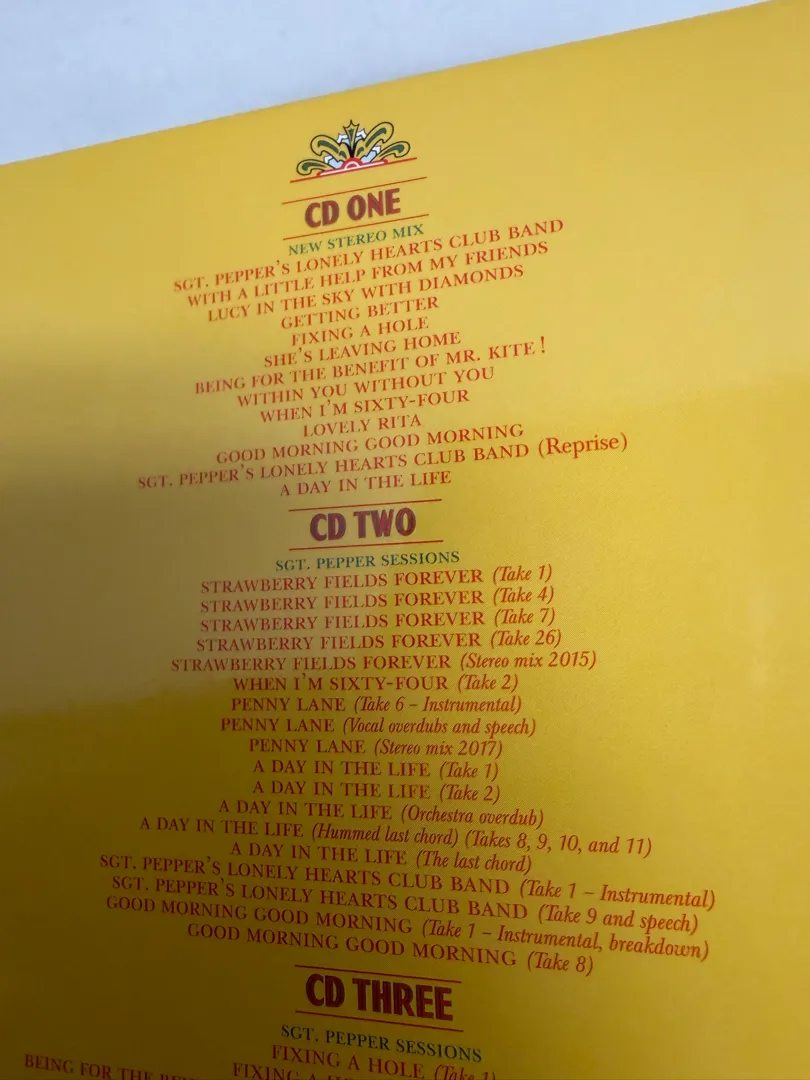 CD ONE
NEW STEREO MIX
SGT. PEPPER'S LONELY HEARTS CLUB BAND
WITH A LITTLE HELP FROM MY FRIENDS
LUCY IN THE SKY WITH DIAMONDS
GETTING BETTER
FIXING A HOLE
SHE'S LEAVING HOME
BEING FOR THE BENEFIT OF MR. KITE!
WITHIN YOU WITHOUT YOU
WHEN I'M SIXTY-FOUR
LOVELY RITA
GOOD MORNING GOOD MORNING
SGT. PEPPER'S LONELY HEARTS CLUB BAND (Reprise)
A DAY IN THE LIFE
CD TWO
SGT. PEPPER SESSIONS
STRAWBERRY FIELDS FOREVER (Take 1)
STRAWBERRY FIELDS FOREVER (Take 4)
STRAWBERRY FIELDS FOREVER (Take 7)
STRAWBERRY FIELDS FOREVER (Take 26)
STRAWBERRY FIELDS FOREVER (Stereo mix 2015)
WHEN I'M SIXTY-FOUR (Take 2)
PENNY LANE (Take 6 – Instrumental)
PENNY LANE (Vocal overdubs and speech)
PENNY LANE (Stereo mix 2017)
A DAY IN THE LIFE (Take 1)
A DAY IN THE LIFE (Take 2)
A DAY IN THE LIFE (Orchestra overdub)
A DAY IN THE LIFE (Hummed last chord) (Takes 8, 9, 10, and 11)
A DAY IN THE LIFE (The last chord)
SGT. PEPPER'S LONELY HEARTS CLUB BAND (Take 1 – Instrumental)
SGT. PEPPER'S LONELY HEARTS CLUB BAND (Take 9 and speech)
GOOD MORNING GOOD MORNING (Take 1 – Instrumental, breakdown)
GOOD MORNING GOOD MORNING (Take 8)
CD THREE
SGT. PEPPER SESSIONS
FIXING A HOLE (Take 1)
FIXING A
BEING FOR THE